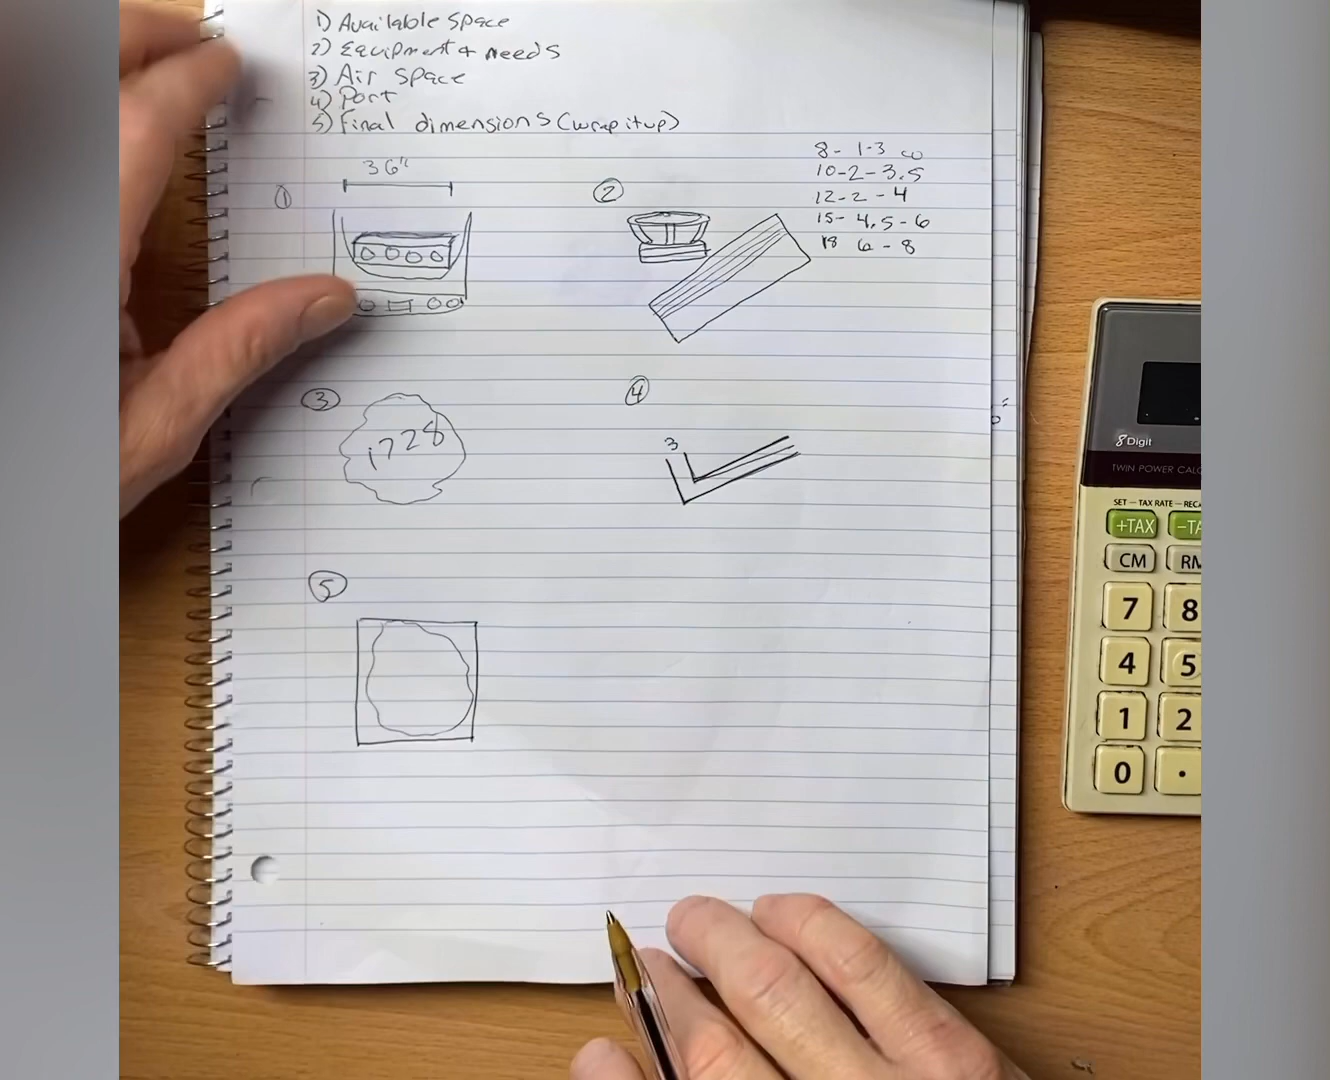 1) Available space
2) Equipment + needs
3) Air space
4) Port
5) Final dimensions (wrap it up)
36"
①
②
8 - 1-3
10-2 - 3.5
12-2 - 4
15- 4.5 - 6
18 6 - 8
③
1728
④
3
⑤
8 Digit
TWIN POWER CALC
SET — TAX RATE — RECA
+TAX
−TA
CM
RM
7
8
4
5
1
2
0
.